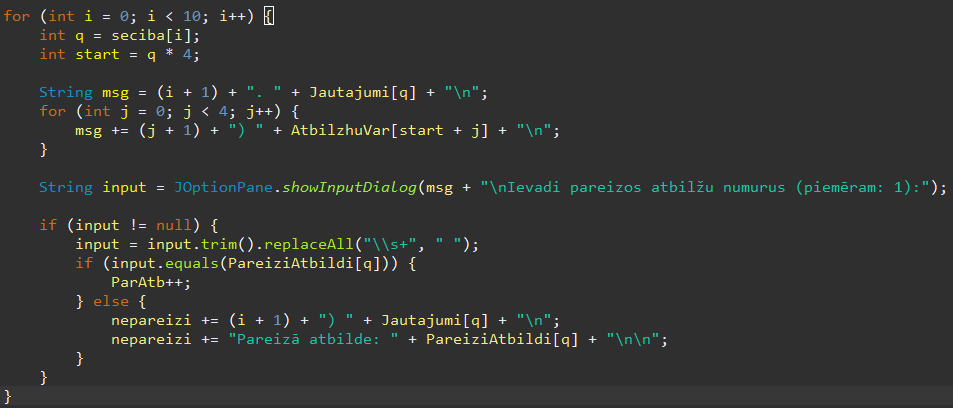 for (int i = 0; i < 10; i++) {
    int q = seciba[i];
    int start = q * 4;

    String msg = (i + 1) + ". " + Jautajumi[q] + "\n";
    for (int j = 0; j < 4; j++) {
        msg += (j + 1) + ") " + AtbilzhuVar[start + j] + "\n";
    }

    String input = JOptionPane.showInputDialog(msg + "\nIevadi pareizos atbilžu numurus (piemēram: 1):");

    if (input != null) {
        input = input.trim().replaceAll("\\s+", " ");
        if (input.equals(PareiziAtbildi[q])) {
            ParAtb++;
        } else {
            nepareizi += (i + 1) + ") " + Jautajumi[q] + "\n";
            nepareizi += "Pareizā atbilde: " + PareiziAtbildi[q] + "\n\n";
        }
    }
}